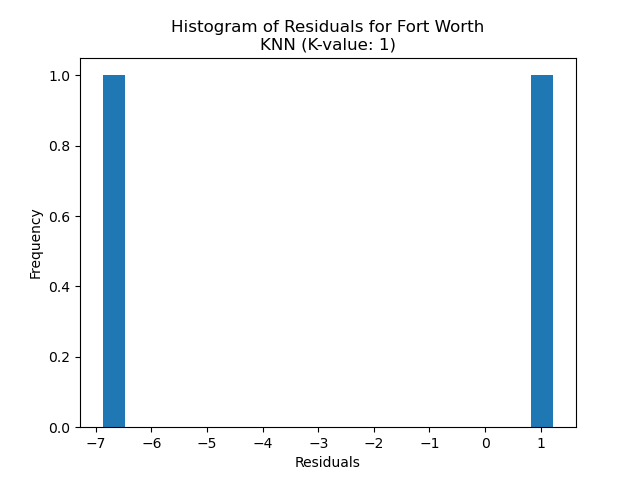 Histogram of Residuals for Fort Worth
KNN (K-value: 1)
1.0
0.8
0.6
0.4
0.2
0.0
Frequency
−7 −6 −5 −4 −3 −2 −1 0 1
Residuals